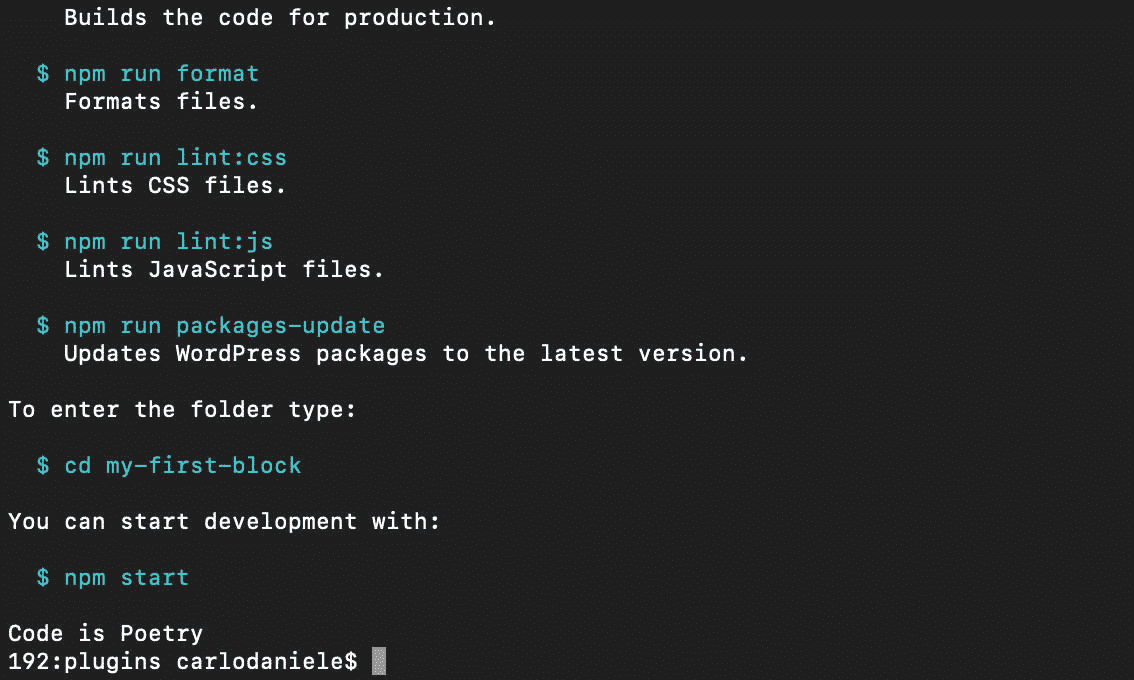 Builds the code for production.
$ npm run format
Formats files.
$ npm run lint:css
Lints CSS files.
$ npm run lint:js
Lints JavaScript files.
$ npm run packages-update
Updates WordPress packages to the latest version.
To enter the folder type:
$ cd my-first-block
You can start development with:
$ npm start
Code is Poetry
192:plugins carlodaniele$